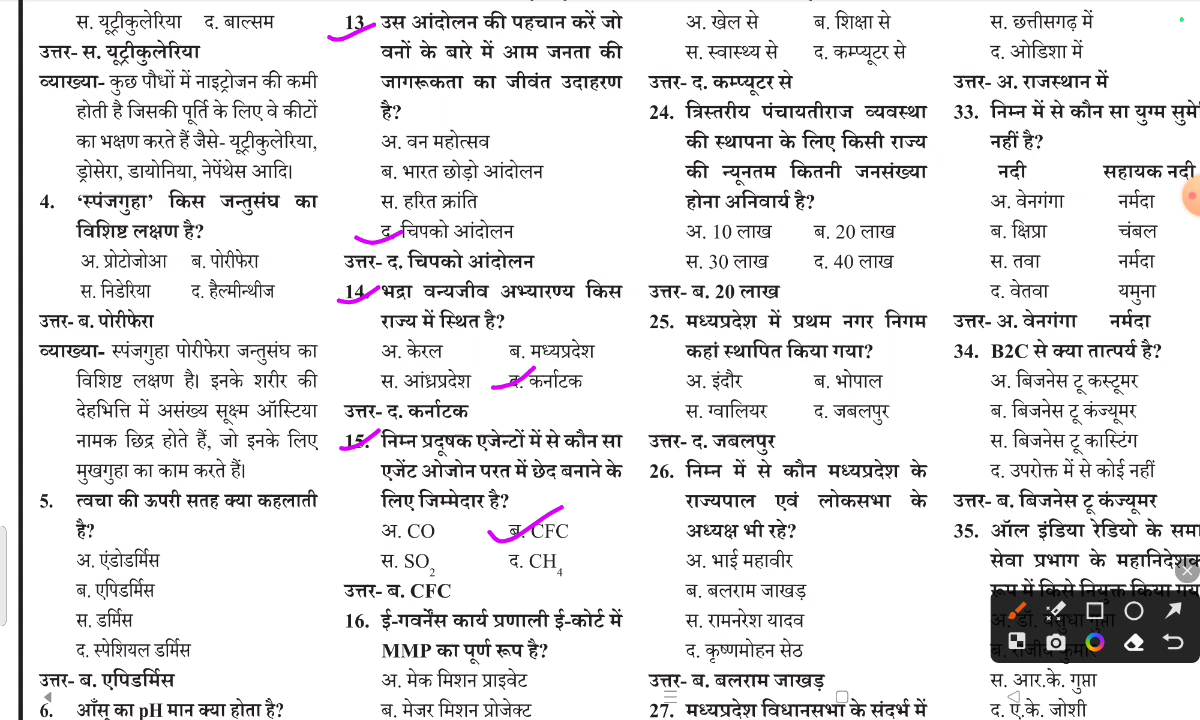 स. यूट्रीकुलेरिया द. बाल्सम
उत्तर- स. यूट्रीकुलेरिया
व्याख्या- कुछ पौधों में नाइट्रोजन की कमी
होती है जिसकी पूर्ति के लिए वे कीटों
का भक्षण करते हैं जैसे- यूट्रीकुलेरिया,
ड्रोसेरा, डायोनिया, नेपेंथेस आदि।
4. ‘स्पंजगुहा’ किस जन्तुसंघ का
विशिष्ट लक्षण है?
अ. प्रोटोजोआ ब. पोरीफेरा
स. निडेरिया द. हैल्मीन्थीज
उत्तर- ब. पोरीफेरा
व्याख्या- स्पंजगुहा पोरीफेरा जन्तुसंघ का
विशिष्ट लक्षण है। इनके शरीर की
देहभित्ति में असंख्य सूक्ष्म ऑस्टिया
नामक छिद्र होते हैं, जो इनके लिए
मुखगुहा का काम करते हैं।
5. त्वचा की ऊपरी सतह क्या कहलाती
है?
अ. एंडोडर्मिस
ब. एपिडर्मिस
स. डर्मिस
द. स्पेशियल डर्मिस
उत्तर- ब. एपिडर्मिस
6. आँसू का pH मान क्या होता है?
13. उस आंदोलन की पहचान करें जो
वनों के बारे में आम जनता की
जागरूकता का जीवंत उदाहरण
है?
अ. वन महोत्सव
ब. भारत छोड़ो आंदोलन
स. हरित क्रांति
द. चिपको आंदोलन
उत्तर- द. चिपको आंदोलन
14. भद्रा वन्यजीव अभ्यारण्य किस
राज्य में स्थित है?
अ. केरल ब. मध्यप्रदेश
स. आंध्रप्रदेश द. कर्नाटक
उत्तर- द. कर्नाटक
15. निम्न प्रदूषक एजेन्टों में से कौन सा
एजेंट ओजोन परत में छेद बनाने के
लिए जिम्मेदार है?
अ. CO ब. CFC
स. SO₂ द. CH₄
उत्तर- ब. CFC
16. ई-गवर्नेंस कार्य प्रणाली ई-कोर्ट में
MMP का पूर्ण रूप है?
अ. मेक मिशन प्राइवेट
ब. मेजर मिशन प्रोजेक्ट
अ. खेल से ब. शिक्षा से
स. स्वास्थ्य से द. कम्प्यूटर से
उत्तर- द. कम्प्यूटर से
24. त्रिस्तरीय पंचायतीराज व्यवस्था
की स्थापना के लिए किसी राज्य
की न्यूनतम कितनी जनसंख्या
होना अनिवार्य है?
अ. 10 लाख ब. 20 लाख
स. 30 लाख द. 40 लाख
उत्तर- ब. 20 लाख
25. मध्यप्रदेश में प्रथम नगर निगम
कहां स्थापित किया गया?
अ. इंदौर ब. भोपाल
स. ग्वालियर द. जबलपुर
उत्तर- द. जबलपुर
26. निम्न में से कौन मध्यप्रदेश के
राज्यपाल एवं लोकसभा के
अध्यक्ष भी रहे?
अ. भाई महावीर
ब. बलराम जाखड़
स. रामनरेश यादव
द. कृष्णमोहन सेठ
उत्तर- ब. बलराम जाखड़
27. मध्यप्रदेश विधानसभा के संदर्भ में
स. छत्तीसगढ़ में
द. ओडिशा में
उत्तर- अ. राजस्थान में
33. निम्न में से कौन सा युग्म सुमे
नहीं है?
नदी सहायक नदी
अ. वेनगंगा नर्मदा
ब. क्षिप्रा चंबल
स. तवा नर्मदा
द. वेतवा यमुना
उत्तर- अ. वेनगंगा नर्मदा
34. B2C से क्या तात्पर्य है?
अ. बिजनेस टू कस्टूमर
ब. बिजनेस टू कंज्यूमर
स. बिजनेस टू कास्टिंग
द. उपरोक्त में से कोई नहीं
उत्तर- ब. बिजनेस टू कंज्यूमर
35. ऑल इंडिया रेडियो के समा
सेवा प्रभाग के महानिदेशक
रूप में किसे नियुक्त किया गय
अ. डॉ. वसुधा गुप्ता
ब. राजीव कुमार
स. आर.के. गुप्ता
द. ए.के. जोशी